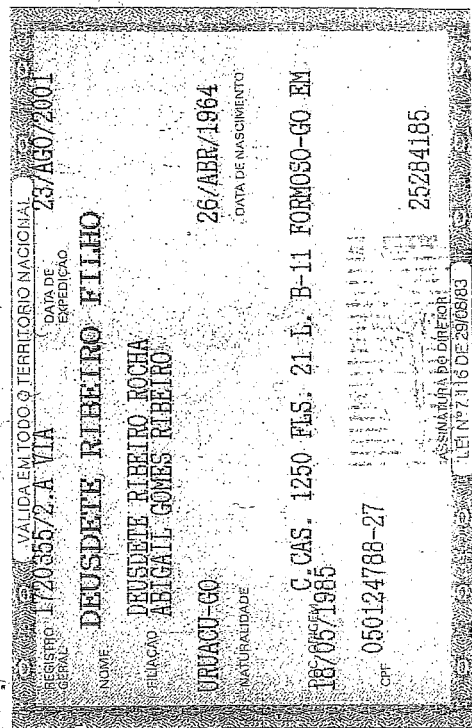 VÁLIDA EM TODO O TERRITÓRIO NACIONAL
REGISTRO GERAL 1720355/2.A VIA DATA DE EXPEDIÇÃO 23/AGO/2001
NOME DEUSDETE RIBEIRO FILHO
FILIAÇÃO DEUSDETE RIBEIRO ROCHA
ABIGAIL GOMES RIBEIRO
URUACU-GO 26/ABR/1964
NATURALIDADE DATA DE NASCIMENTO
C.CAS. 1250 FLS. 21 L. B-11 FORMOSO-GO EM
DOC ORIGEM 18/05/1985
CPF 050124788-27
25284185
ASSINATURA DO DIRETOR
LEI Nº 7.116 DE 29/08/83